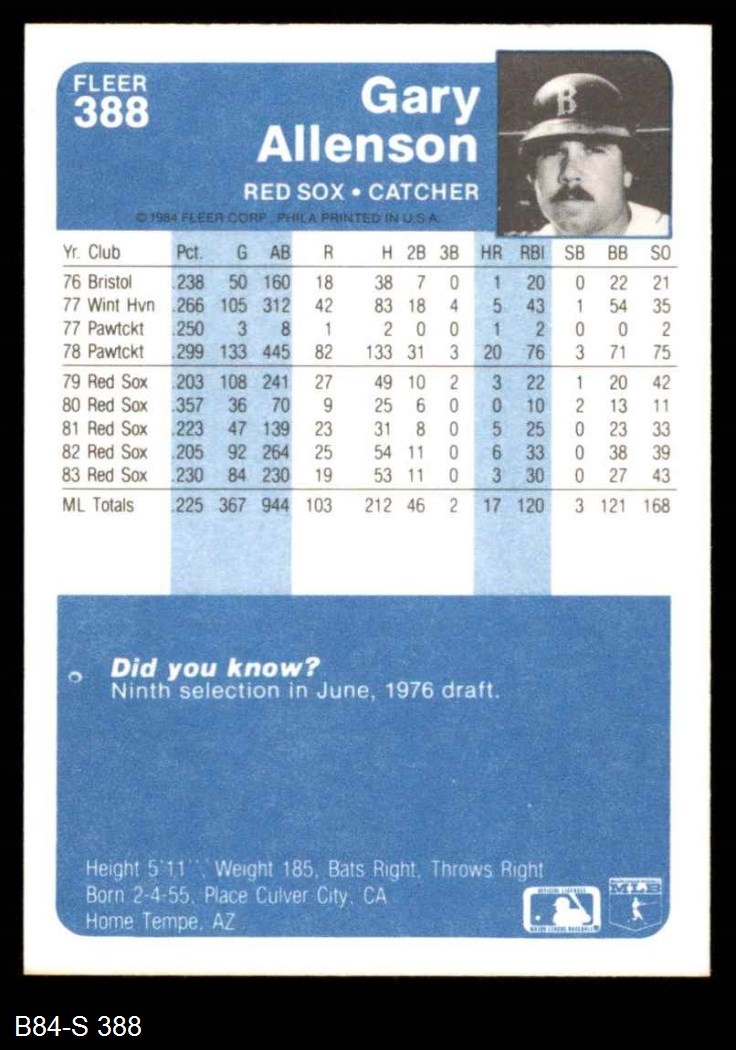 FLEER
388
Gary
Allenson
RED SOX • CATCHER
© 1984 FLEER CORP., PHILA PRINTED IN U.S.A.
B
Yr. Club Pct. G AB R H 2B 3B HR RBI SB BB SO
76 Bristol .238 50 160 18 38 7 0 1 20 0 22 21
77 Wint Hvn .266 105 312 42 83 18 4 5 43 1 54 35
77 Pawtckt .250 3 8 1 2 0 0 1 2 0 0 2
78 Pawtckt .299 133 445 82 133 31 3 20 76 3 71 75
79 Red Sox .203 108 241 27 49 10 2 3 22 1 20 42
80 Red Sox .357 36 70 9 25 6 0 0 10 2 13 11
81 Red Sox .223 47 139 23 31 8 0 5 25 0 23 33
82 Red Sox .205 92 264 25 54 11 0 6 33 0 38 39
83 Red Sox .230 84 230 19 53 11 0 3 30 0 27 43
ML Totals .225 367 944 103 212 46 2 17 120 3 121 168
Did you know?
Ninth selection in June, 1976 draft.
Height 5'11'', Weight 185, Bats Right, Throws Right
Born 2-4-55, Place Culver City, CA
Home Tempe, AZ
OFFICIAL LICENSEE
MAJOR LEAGUE BASEBALL
MLB
B84-S 388